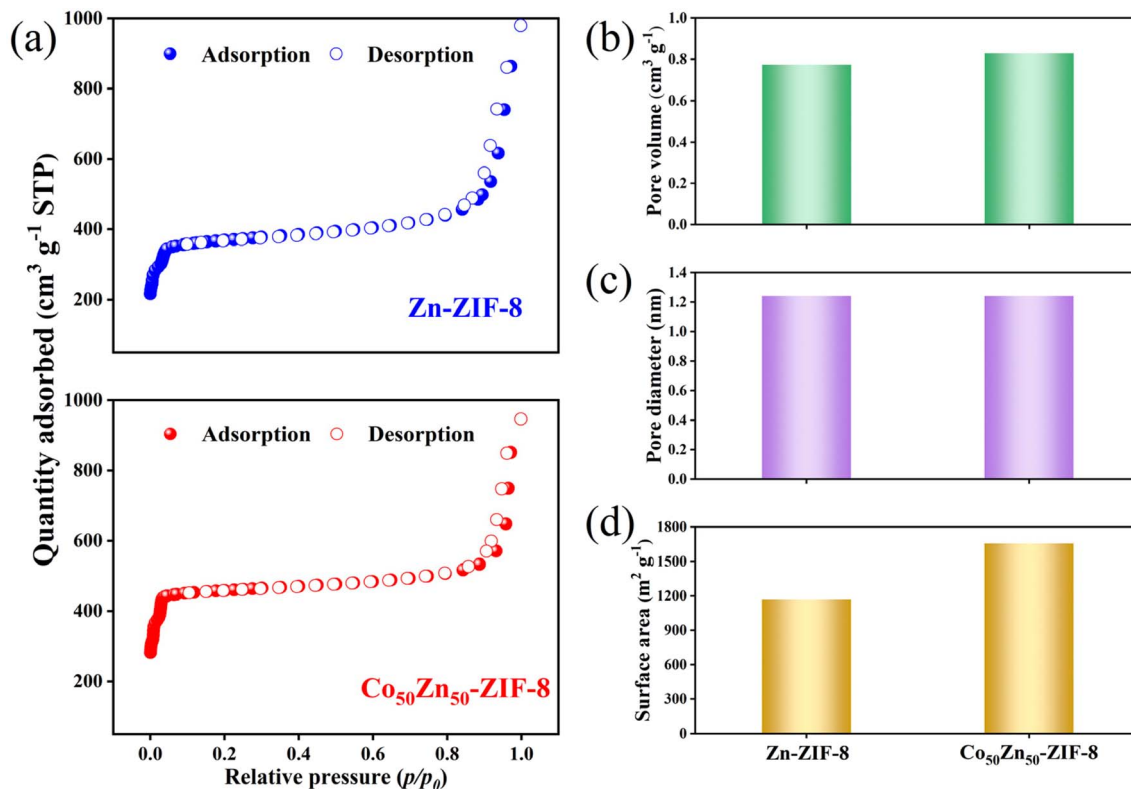 (a)
Quantity adsorbed (cm³ g⁻¹ STP)
1000
800
600
400
200
Adsorption
Desorption
Zn-ZIF-8
1000
800
600
400
200
Adsorption
Desorption
Co₅₀Zn₅₀-ZIF-8
0.0 0.2 0.4 0.6 0.8 1.0
Relative pressure (p/p₀)
(b)
Pore volume (cm³ g⁻¹)
1.0
0.8
0.6
0.4
0.2
0.0
(c)
Pore diameter (nm)
1.4
1.2
1.0
0.8
0.6
0.4
0.2
0.0
(d)
Surface area (m² g⁻¹)
1800
1500
1200
900
600
300
0
Zn-ZIF-8 Co₅₀Zn₅₀-ZIF-8